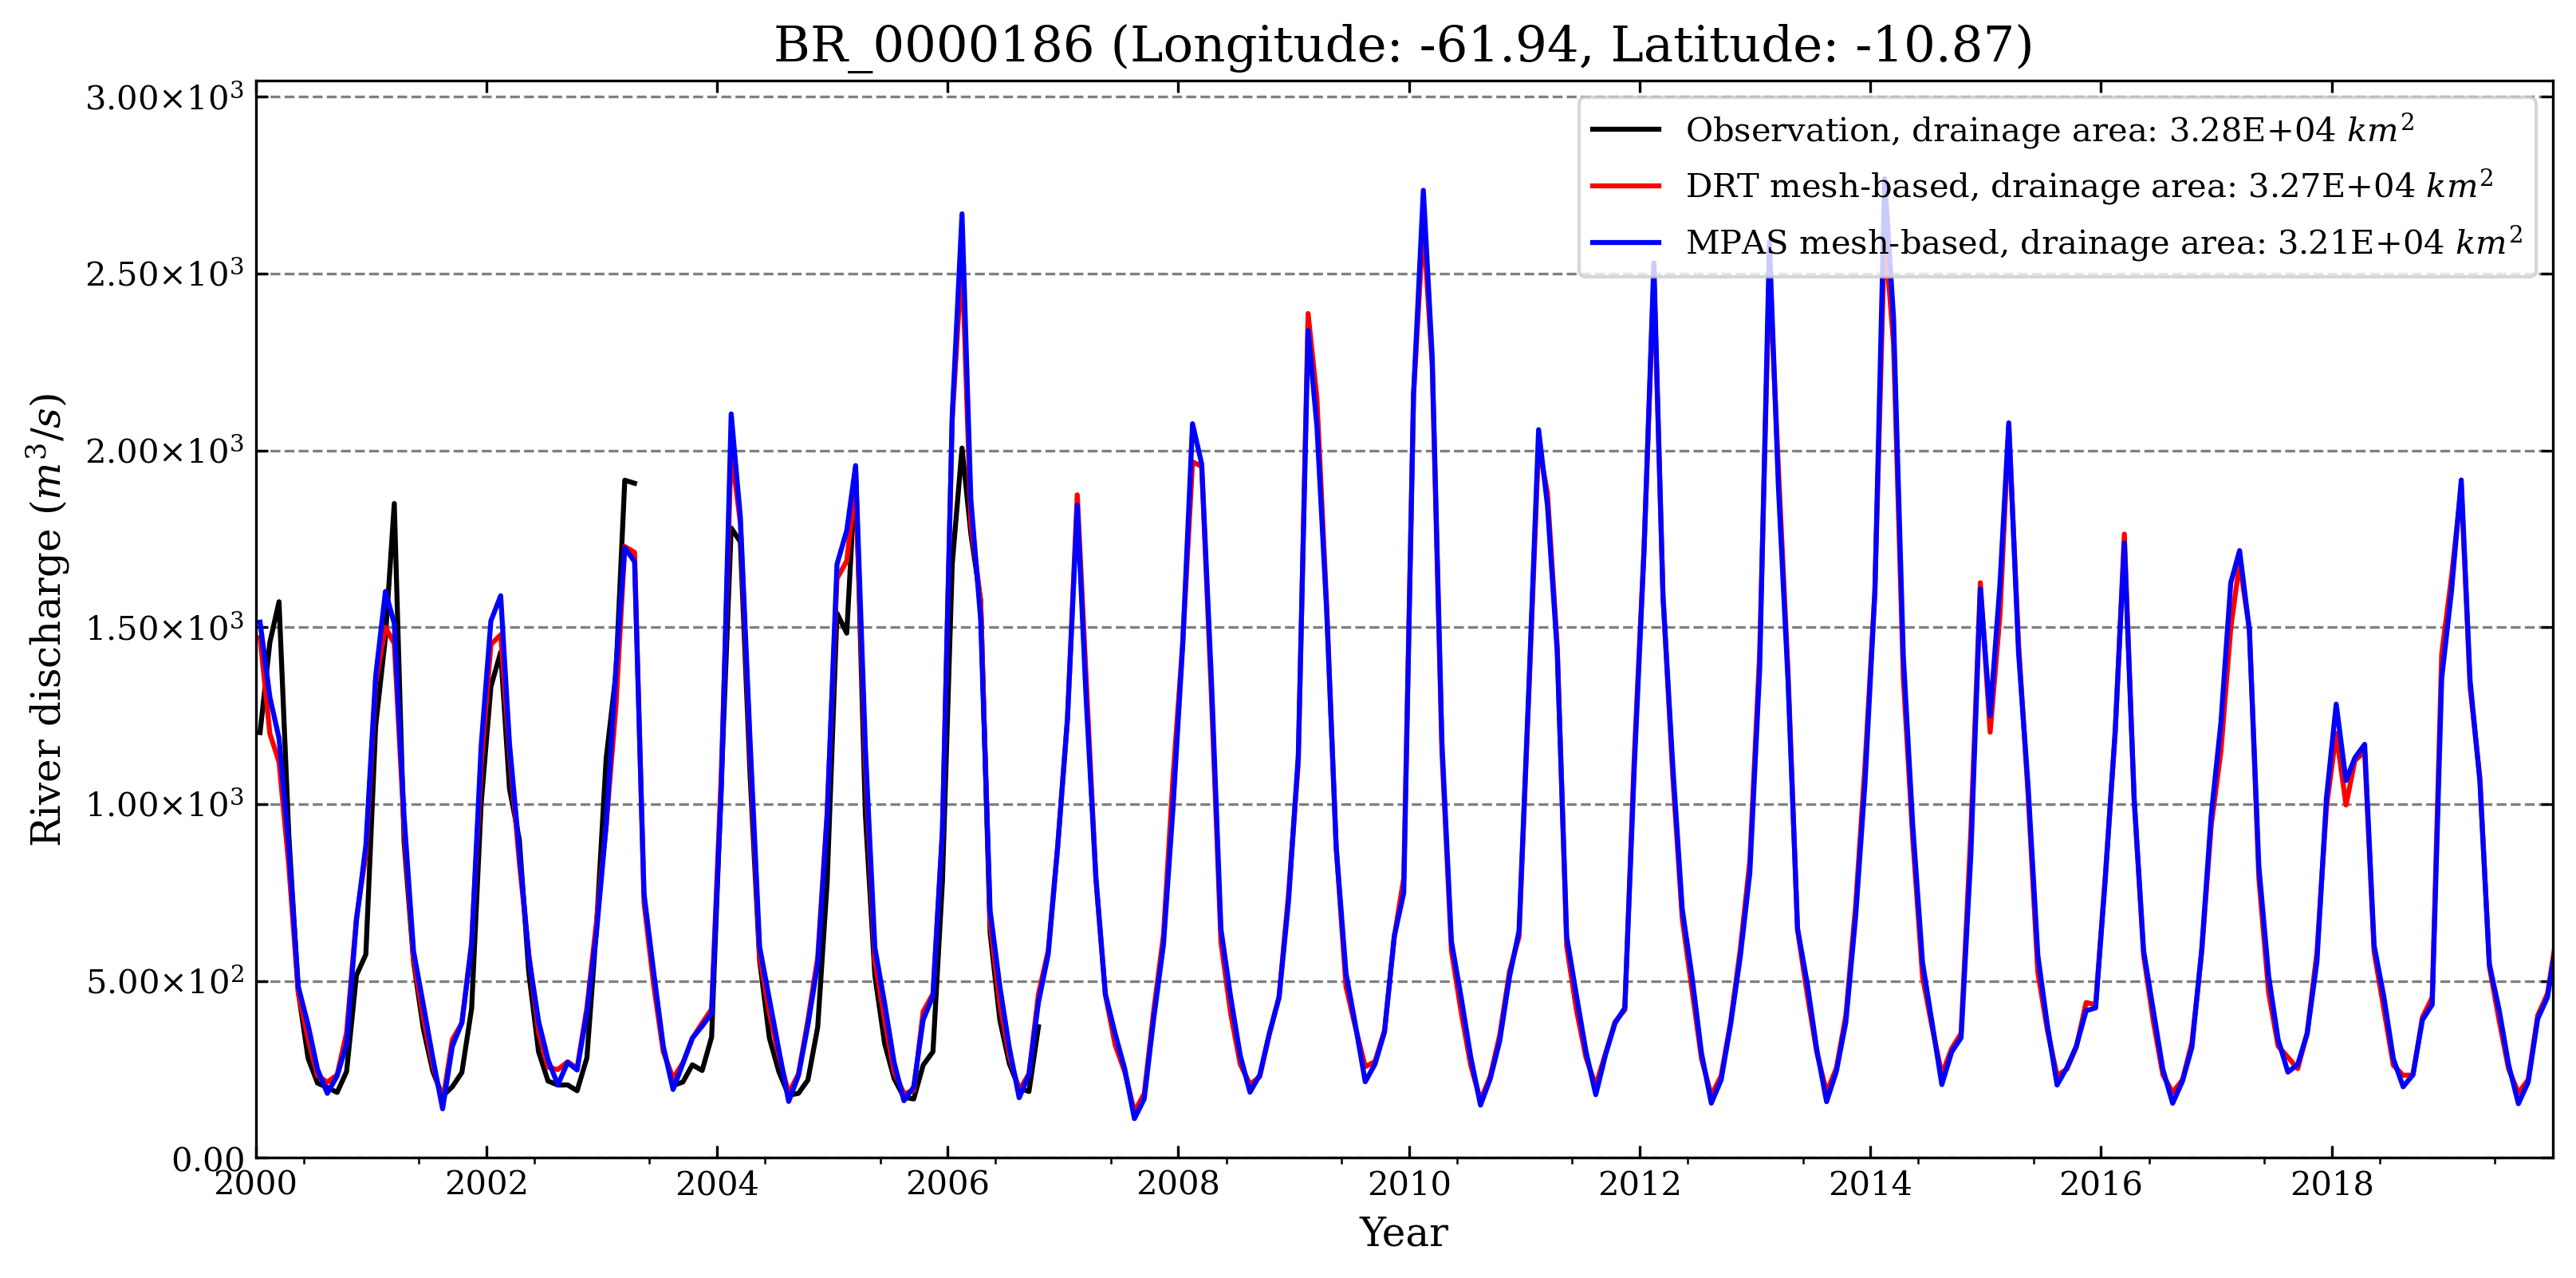 BR_0000186 (Longitude: -61.94, Latitude: -10.87)
3.00×10³
2.50×10³
2.00×10³
1.50×10³
1.00×10³
5.00×10²
0.00
River discharge (m³/s)
Observation, drainage area: 3.28E+04 km²
DRT mesh-based, drainage area: 3.27E+04 km²
MPAS mesh-based, drainage area: 3.21E+04 km²
2000 2002 2004 2006 2008 2010 2012 2014 2016 2018
Year